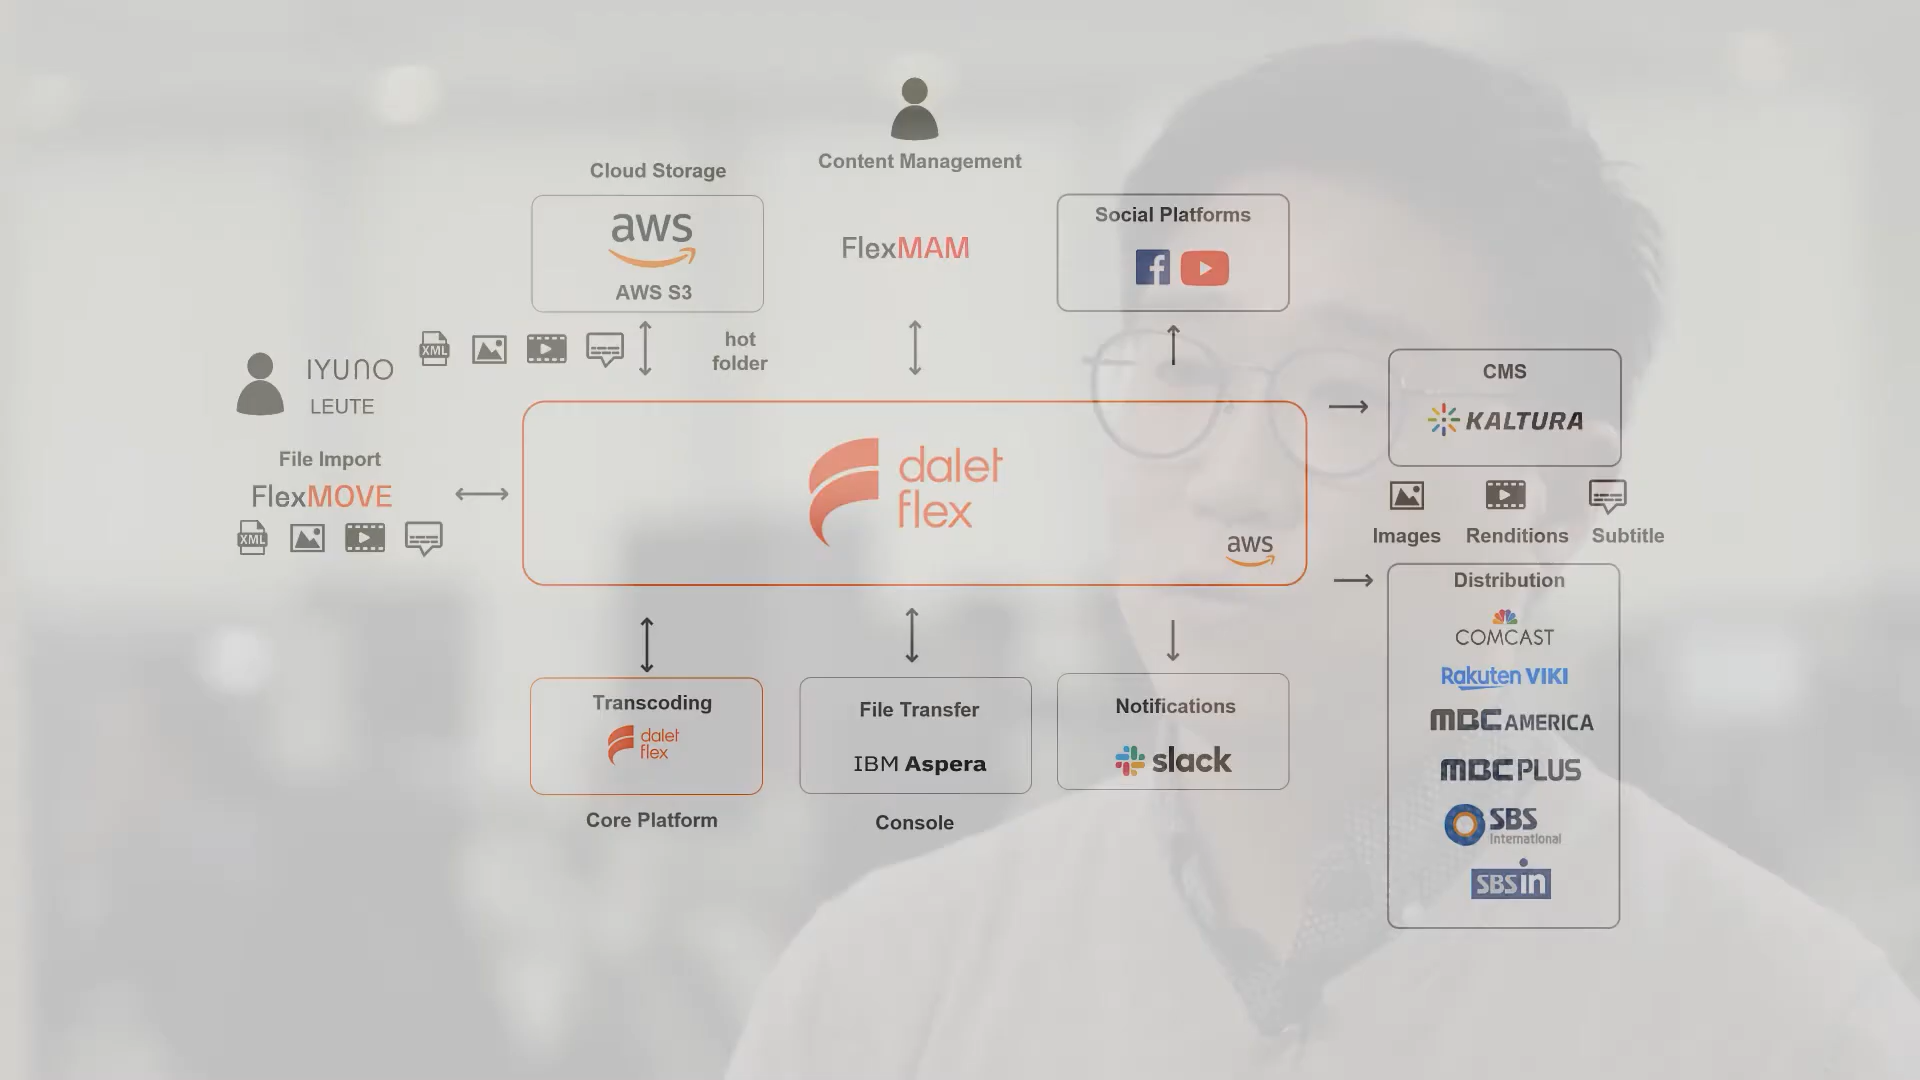 Content Management
Cloud Storage
aws
AWS S3
FlexMAM
Social Platforms
hot
folder
XML
IYUNO
LEUTE
File Import
FlexMOVE
XML
dalet
flex
aws
CMS
KALTURA
Images
Renditions
Subtitle
Distribution
COMCAST
Rakuten VIKI
MBC AMERICA
MBC PLUS
SBS
International
SBS in
Transcoding
dalet
flex
Core Platform
File Transfer
IBM Aspera
Console
Notifications
slack